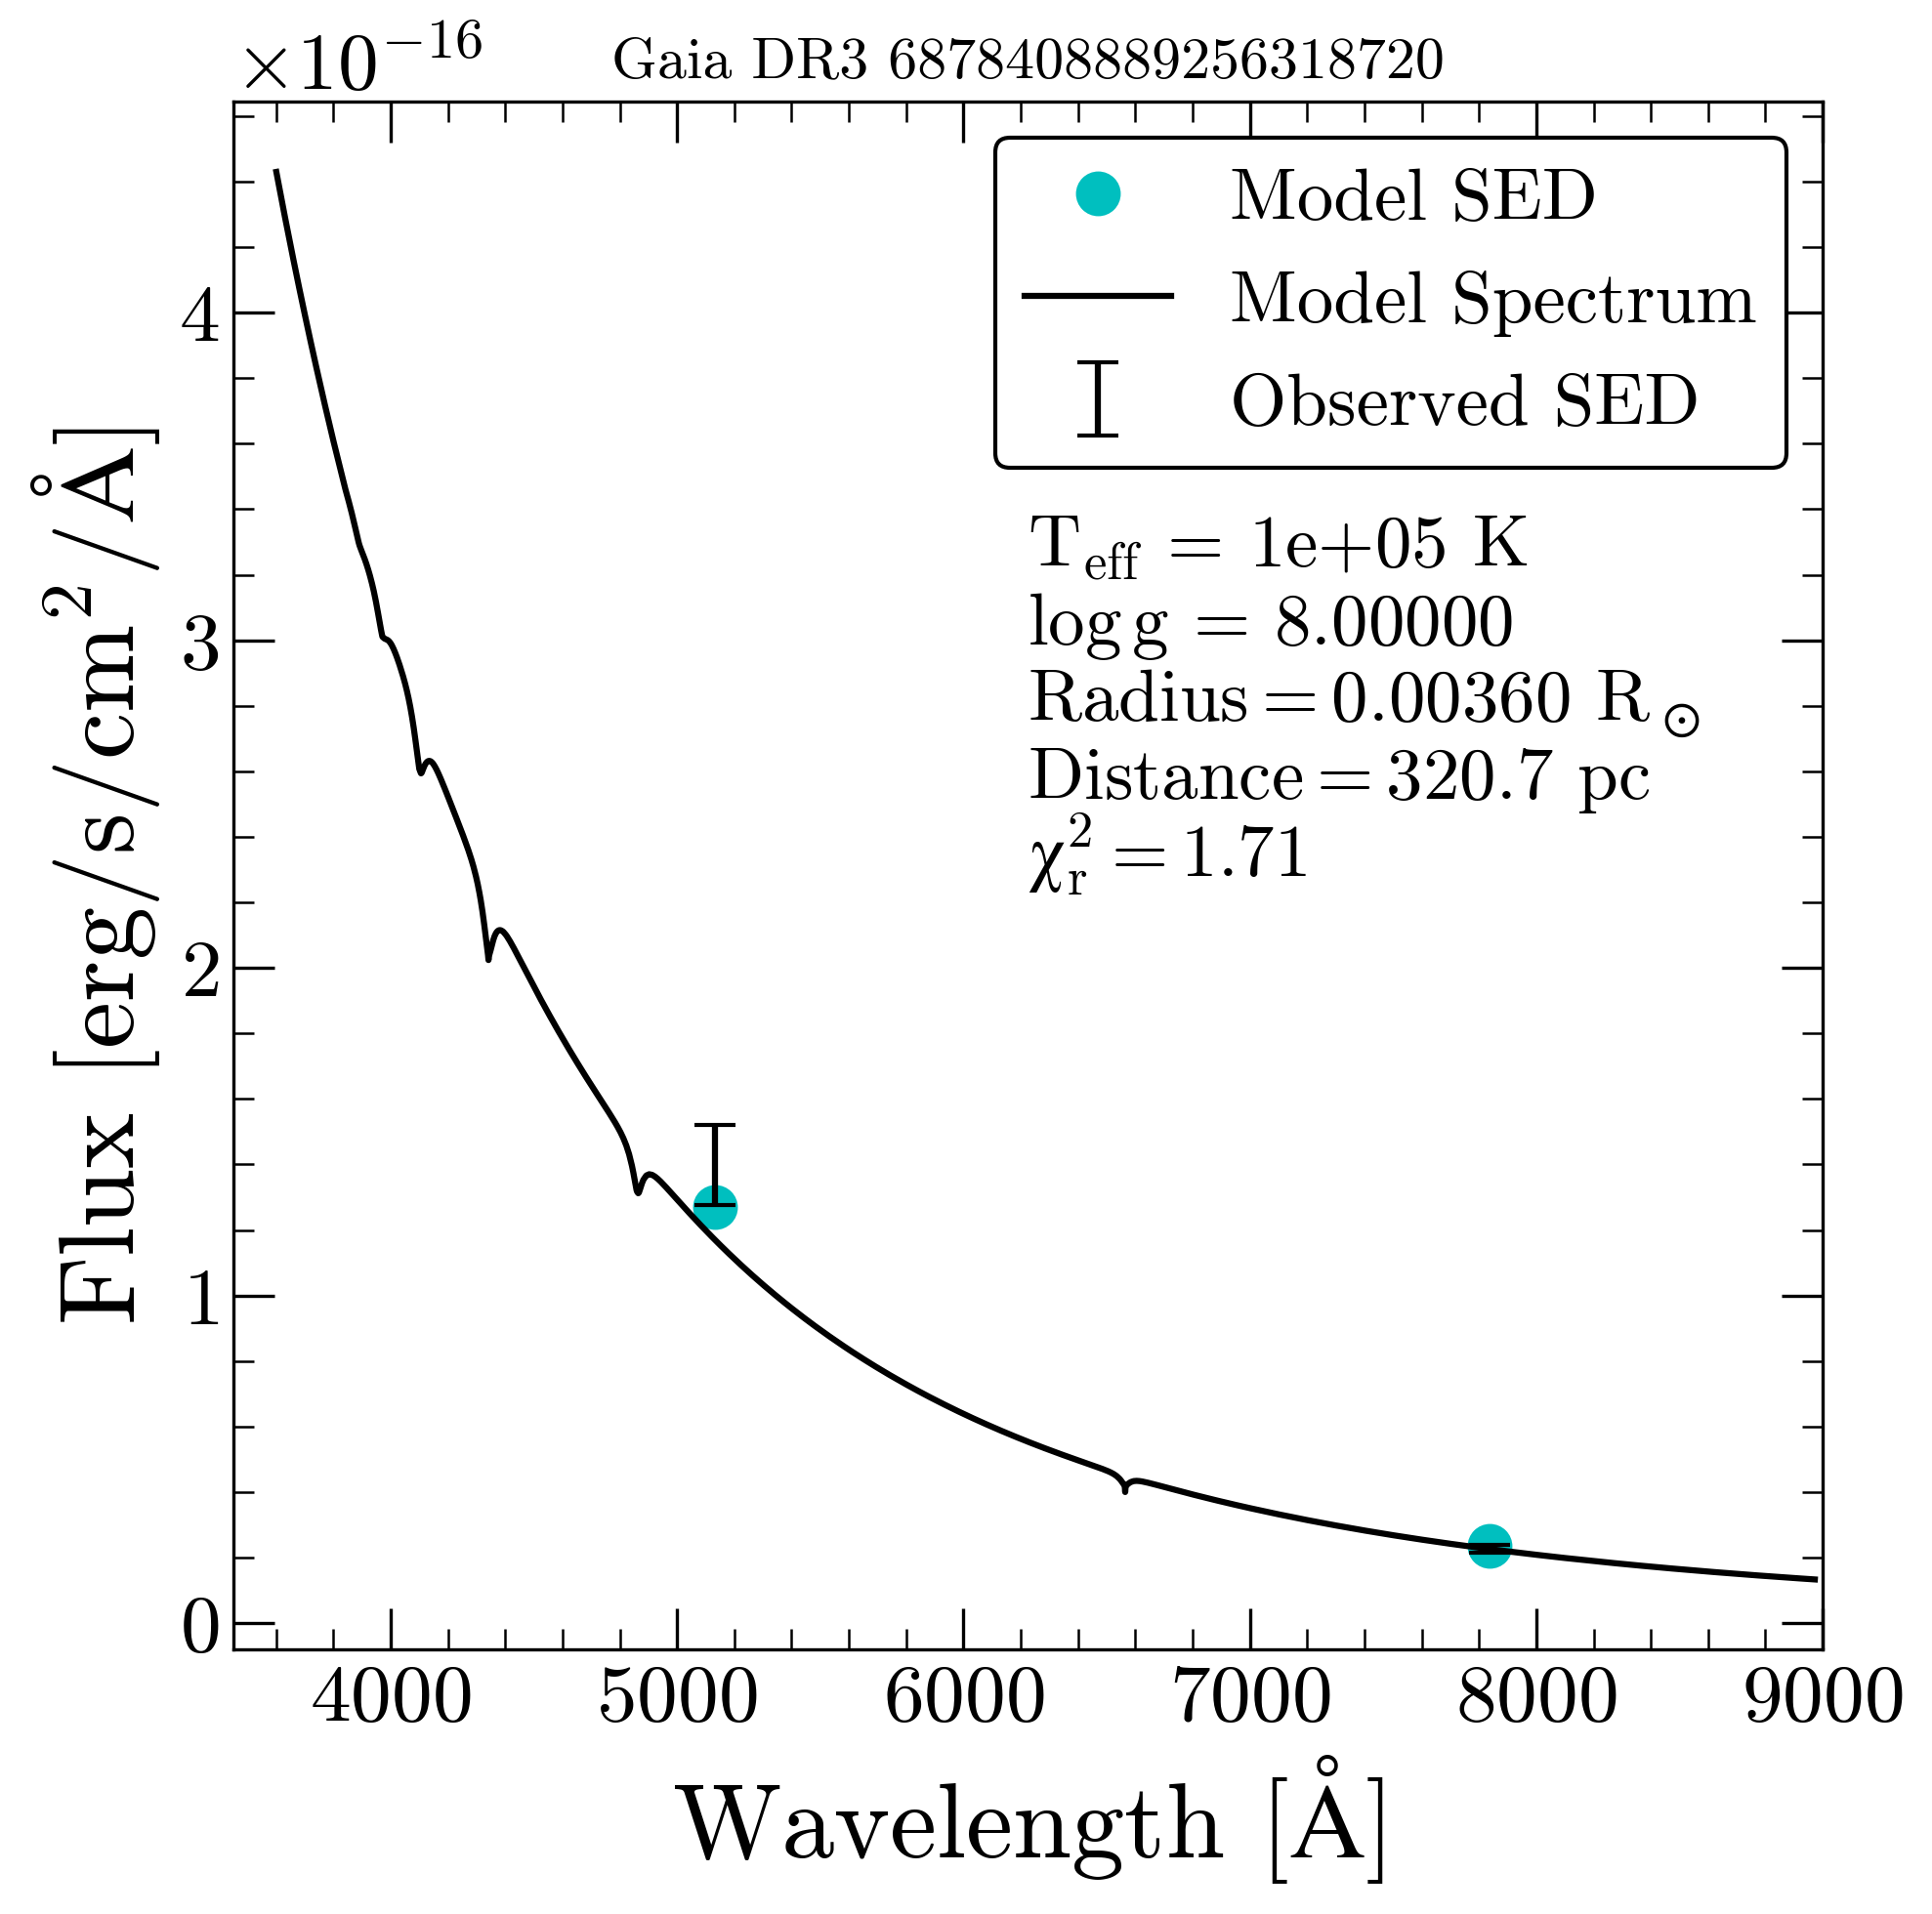 ×10⁻¹⁶
Gaia DR3 6878408889256318720
Model SED
Model Spectrum
Observed SED
T_eff = 1e+05 K
log g = 8.00000
Radius = 0.00360 R_⊙
Distance = 320.7 pc
χ²_r = 1.71
Flux [erg/s/cm²/Å]
4
3
2
1
0
4000 5000 6000 7000 8000 9000
Wavelength [Å]